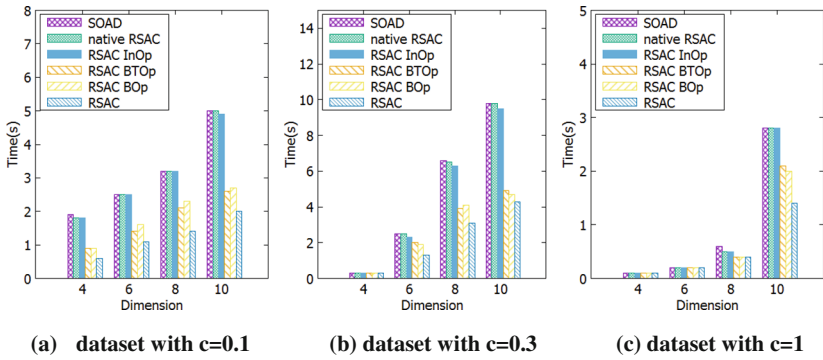 8
7
6
5
4
3
2
1
0
Time(s)
SOAD
native RSAC
RSAC InOp
RSAC BTOp
RSAC BOp
RSAC
4 6 8 10
Dimension
(a) dataset with c=0.1
14
12
10
8
6
4
2
0
Time(s)
SOAD
native RSAC
RSAC InOp
RSAC BTOp
RSAC BOp
RSAC
4 6 8 10
Dimension
(b) dataset with c=0.3
5
4
3
2
1
0
Time(s)
SOAD
native RSAC
RSAC InOp
RSAC BTOp
RSAC BOp
RSAC
4 6 8 10
Dimension
(c) dataset with c=1